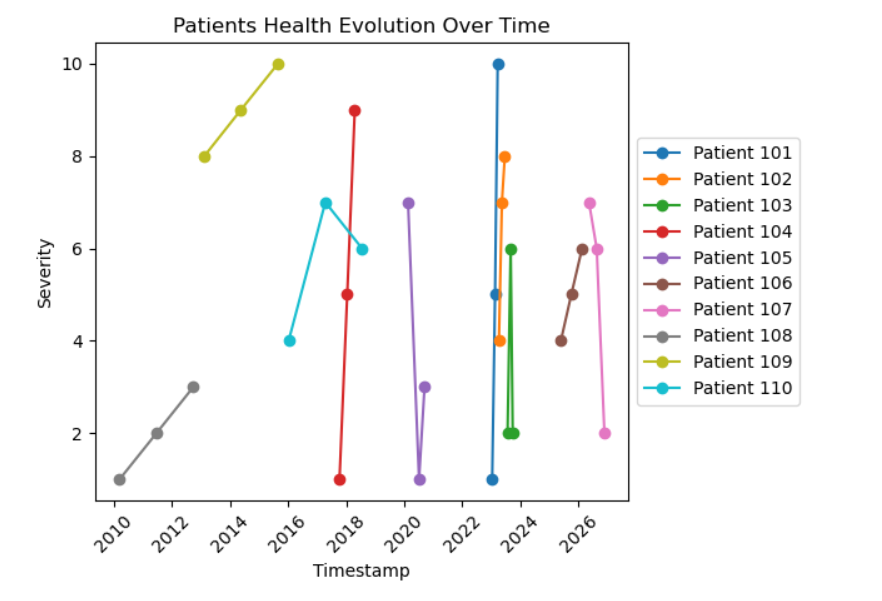 Patients Health Evolution Over Time
Severity
10
8
6
4
2
2010 2012 2014 2016 2018 2020 2022 2024 2026
Timestamp
Patient 101
Patient 102
Patient 103
Patient 104
Patient 105
Patient 106
Patient 107
Patient 108
Patient 109
Patient 110